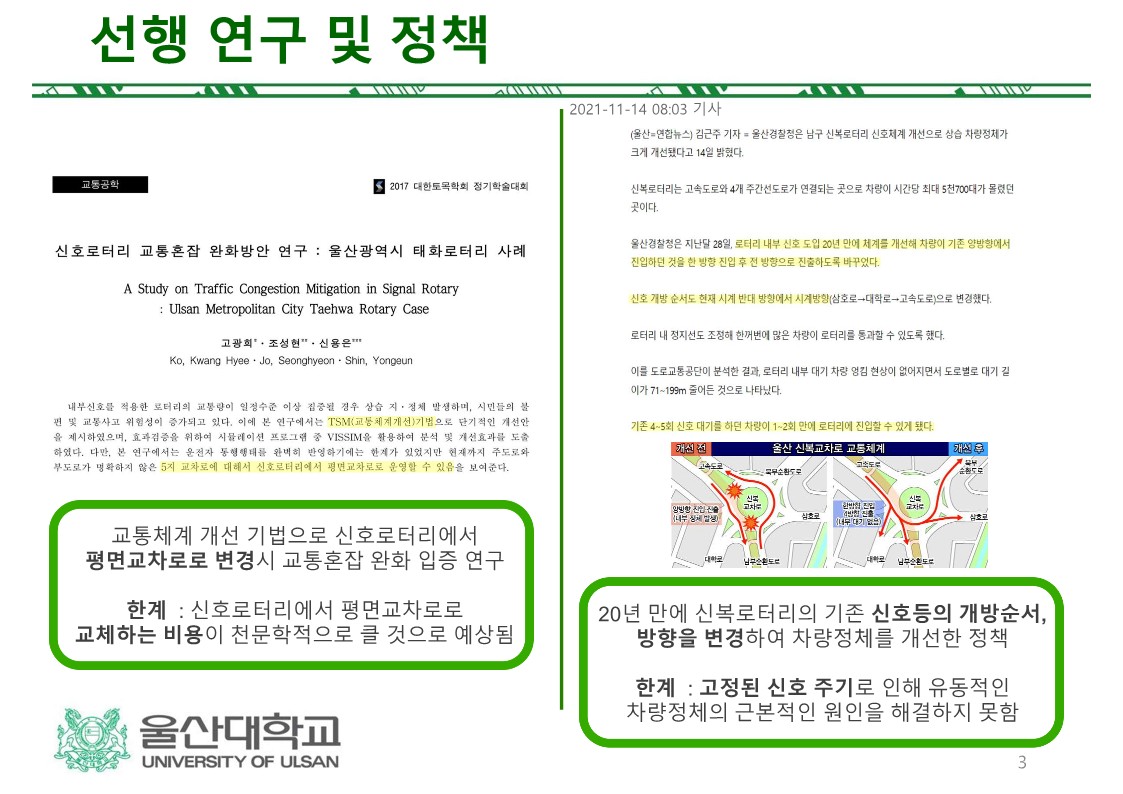 선행 연구 및 정책
교통공학
2017 대한토목학회 정기학술대회
신호로터리 교통혼잡 완화방안 연구 : 울산광역시 태화로터리 사례
A Study on Traffic Congestion Mitigation in Signal Rotary
: Ulsan Metropolitan City Taehwa Rotary Case
고광희*・조성현**・신용은***
Ko, Kwang Hyee・Jo, Seonghyeon・Shin, Yongeun
내부신호를 적용한 로터리의 교통량이 일정수준 이상 집중될 경우 상습 지・정체 발생하며, 시민들의 불
편 및 교통사고 위험성이 증가되고 있다. 이에 본 연구에서는 TSM(교통체계개선)기법으로 단기적인 개선안
을 제시하였으며, 효과검증을 위하여 시뮬레이션 프로그램 중 VISSIM을 활용하여 분석 및 개선효과를 도출
하였다. 다만, 본 연구에서는 운전자 통행행태를 완벽히 반영하기에는 한계가 있었지만 현재까지 주도로와
부도로가 명확하지 않은 5지 교차로에 대해서 신호로터리에서 평면교차로로 운영할 수 있음을 보여준다.
교통체계 개선 기법으로 신호로터리에서
평면교차로로 변경시 교통혼잡 완화 입증 연구
한계 : 신호로터리에서 평면교차로로
교체하는 비용이 천문학적으로 클 것으로 예상됨
울산대학교
UNIVERSITY OF ULSAN
2021-11-14 08:03 기사
(울산=연합뉴스) 김근주 기자 = 울산경찰청은 남구 신복로터리 신호체계 개선으로 상습 차량정체가
크게 개선됐다고 14일 밝혔다.
신복로터리는 고속도로와 4개 주간선도로가 연결되는 곳으로 차량이 시간당 최대 5천700대가 몰렸던
곳이다.
울산경찰청은 지난달 28일, 로터리 내부 신호 도입 20년 만에 체계를 개선해 차량이 기존 양방향에서
진입하던 것을 한 방향 진입 후 전 방향으로 진출하도록 바꾸었다.
신호 개방 순서도 현재 시계 반대 방향에서 시계방향(삼호로→대학로→고속도로)으로 변경했다.
로터리 내 정지선도 조정해 한꺼번에 많은 차량이 로터리를 통과할 수 있도록 했다.
이를 도로교통공단이 분석한 결과, 로터리 내부 대기 차량 엉킴 현상이 없어지면서 도로별로 대기 길
이가 71~199m 줄어든 것으로 나타났다.
기존 4~5회 신호 대기를 하던 차량이 1~2회 만에 로터리에 진입할 수 있게 됐다.
개선 전 울산 신복교차로 교통체계 개선 후
고속도로
북부순환도로
신복
교차로
양방향 진입·진출
(내부 정체 발생)
삼호로
대학로
남부순환도로
고속도로
북부
순환도로
신복
교차로
한방향 진입
4방향 진출
(내부 대기 없음)
삼호로
대학로
남부순환도로
20년 만에 신복로터리의 기존 신호등의 개방순서,
방향을 변경하여 차량정체를 개선한 정책
한계 : 고정된 신호 주기로 인해 유동적인
차량정체의 근본적인 원인을 해결하지 못함
3